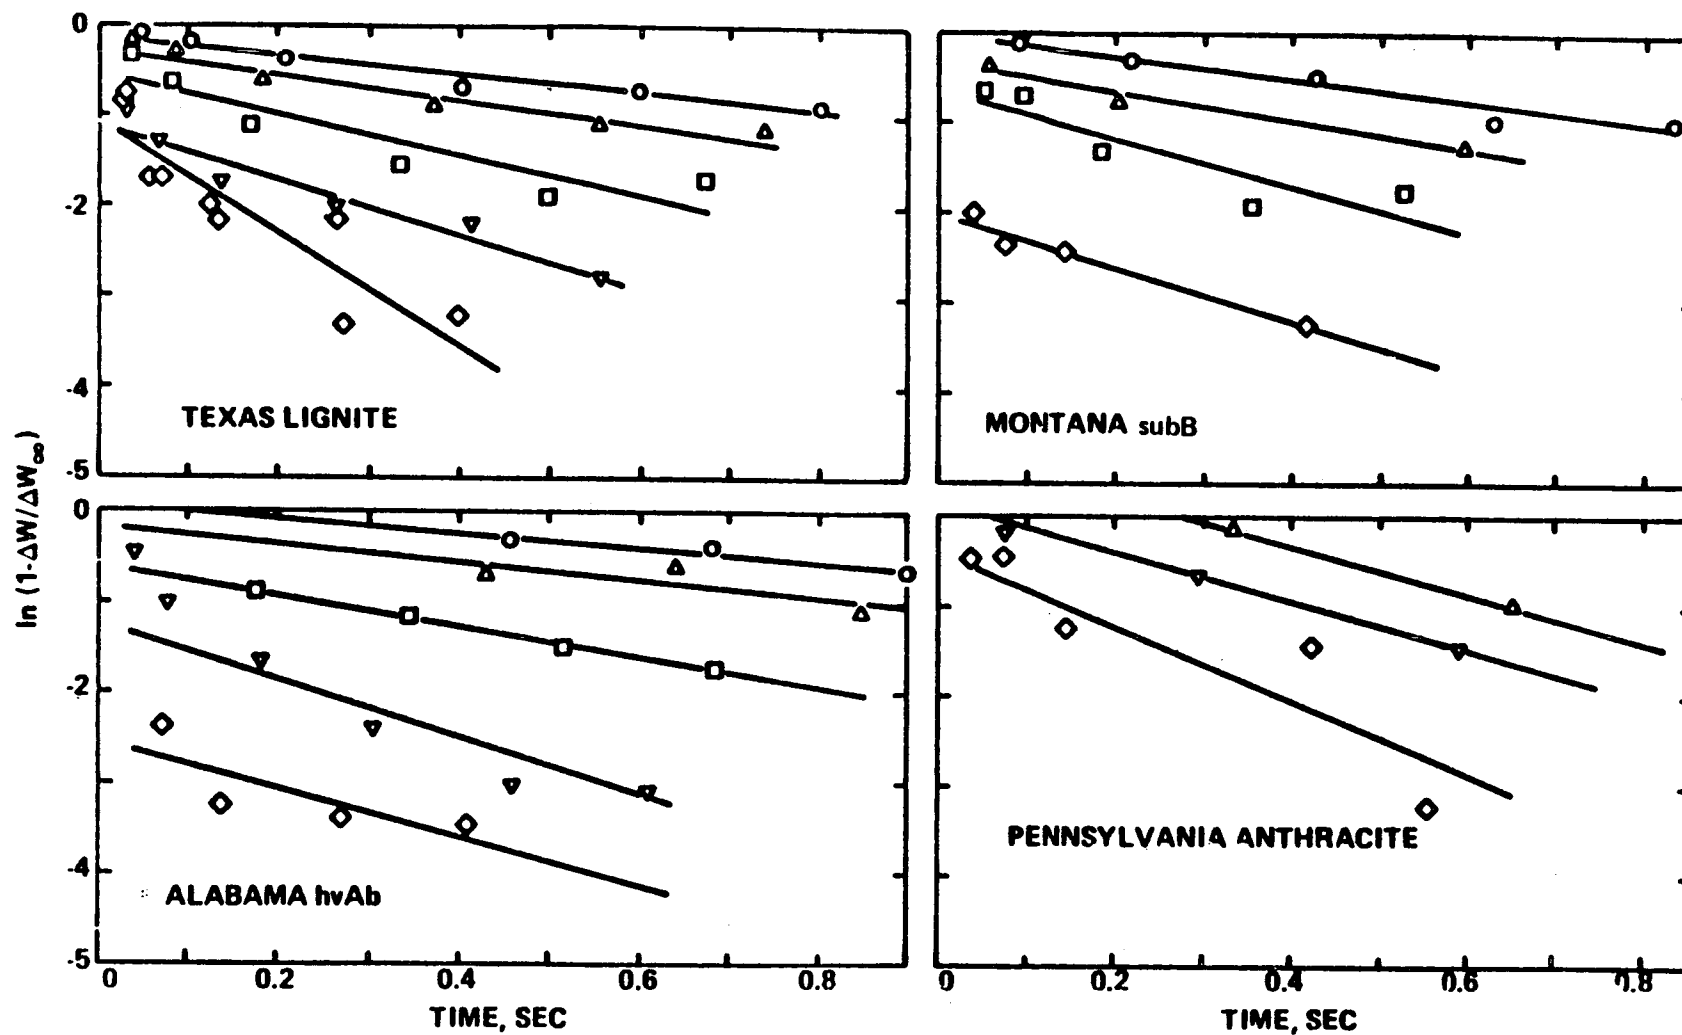 0
-2
-4
-5
TEXAS LIGNITE
MONTANA subB
ln (1-ΔW/ΔW∞)
0
-2
-4
-5
ALABAMA hvAb
PENNSYLVANIA ANTHRACITE
0 0.2 0.4 0.6 0.8
0 0.2 0.4 0.6 0.8
TIME, SEC
TIME, SEC